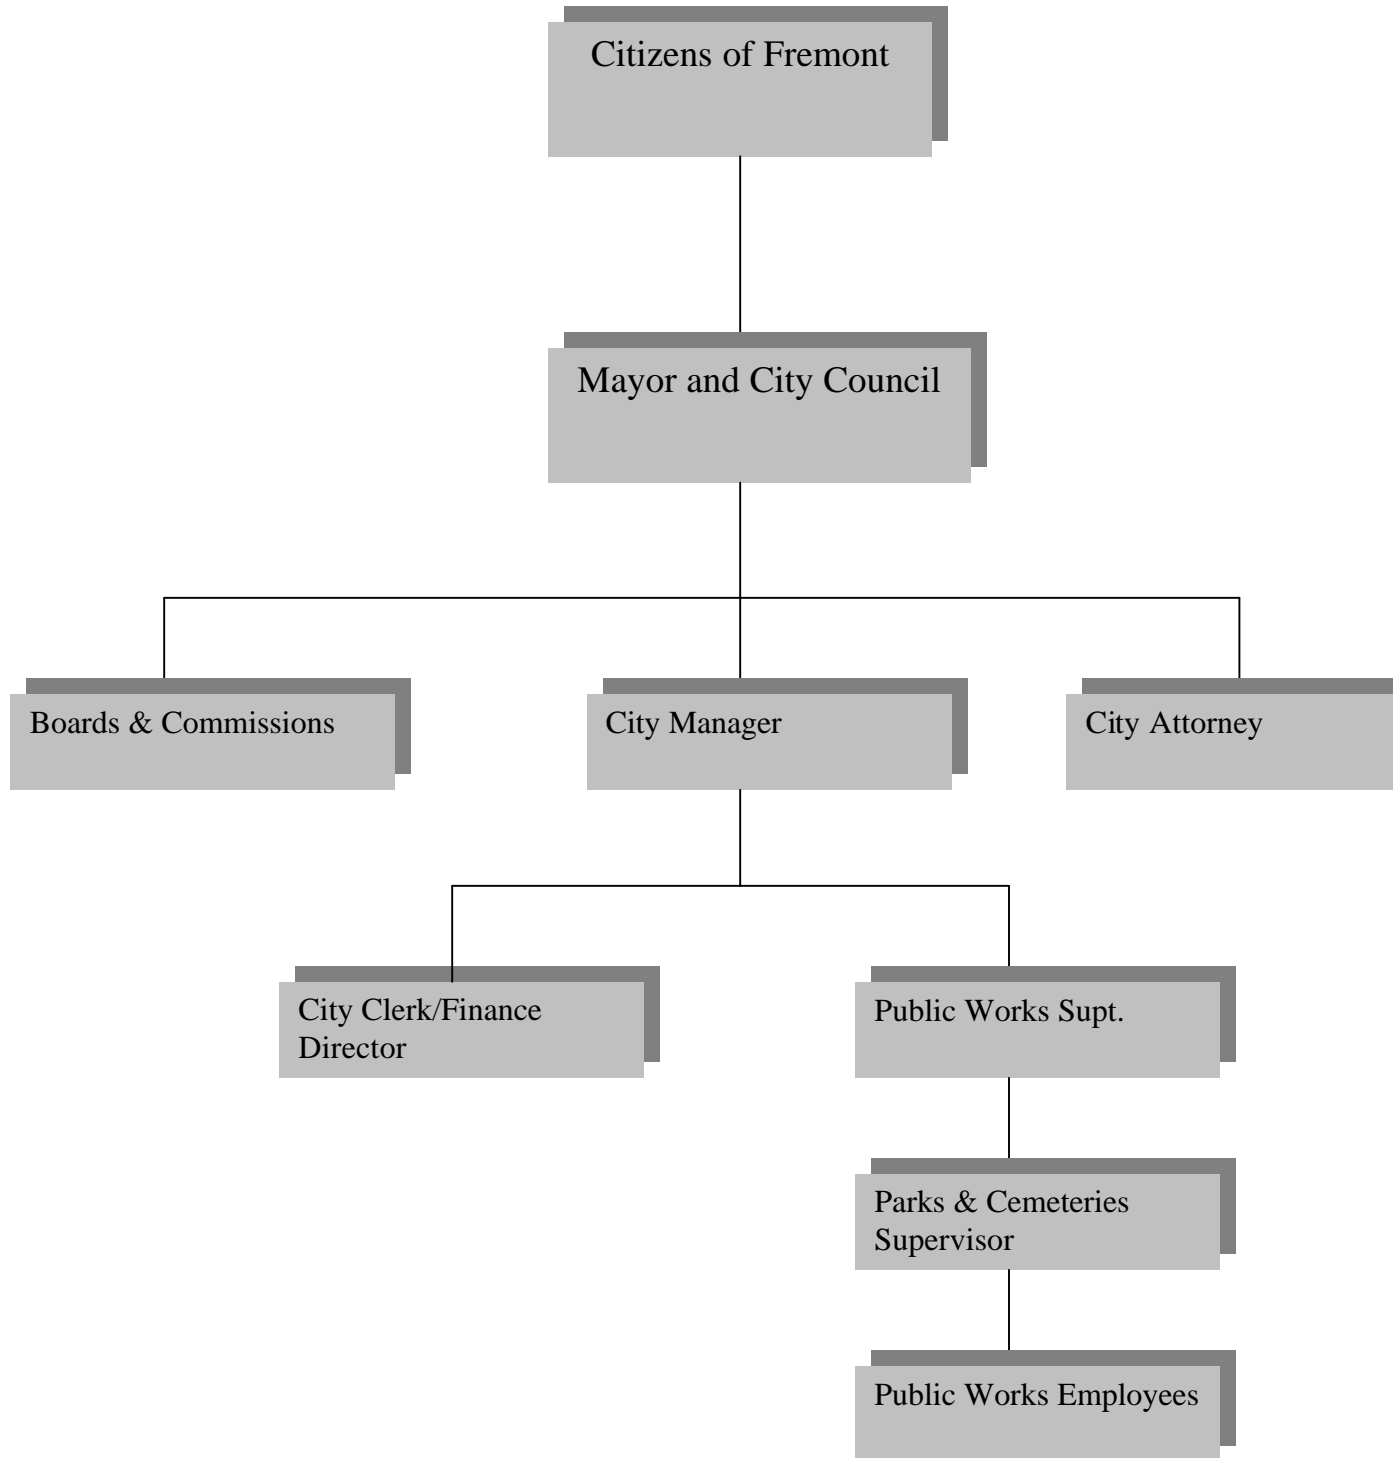 Citizens of Fremont
Mayor and City Council
Boards & Commissions
City Manager
City Attorney
City Clerk/Finance
Director
Public Works Supt.
Parks & Cemeteries
Supervisor
Public Works Employees